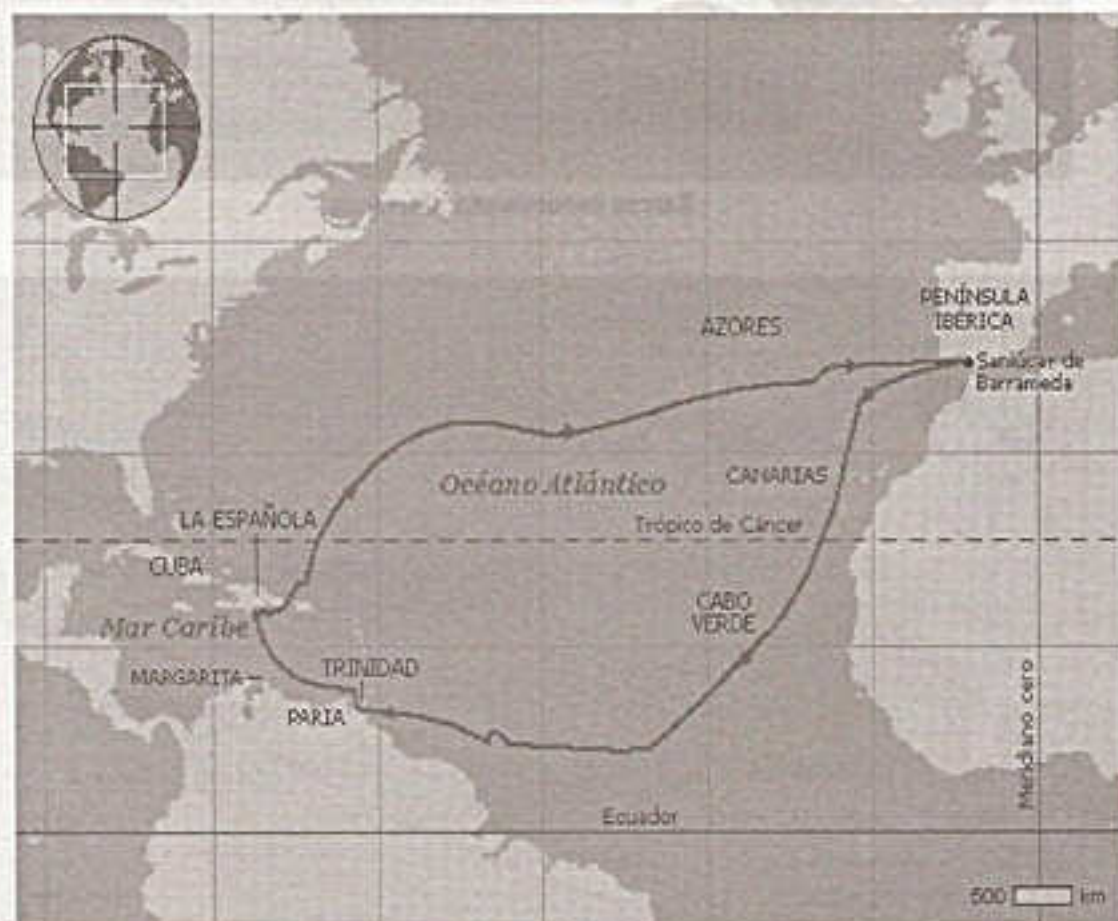 PENÍNSULA
IBÉRICA
AZORES
Sanlúcar de
Barrameda
CANARIAS
Océano Atlántico
LA ESPAÑOLA
Trópico de Cáncer
CUBA
CABO
VERDE
Mar Caribe
TRINIDAD
MARGARITA
PARIA
Meridiano cero
Ecuador
500 km